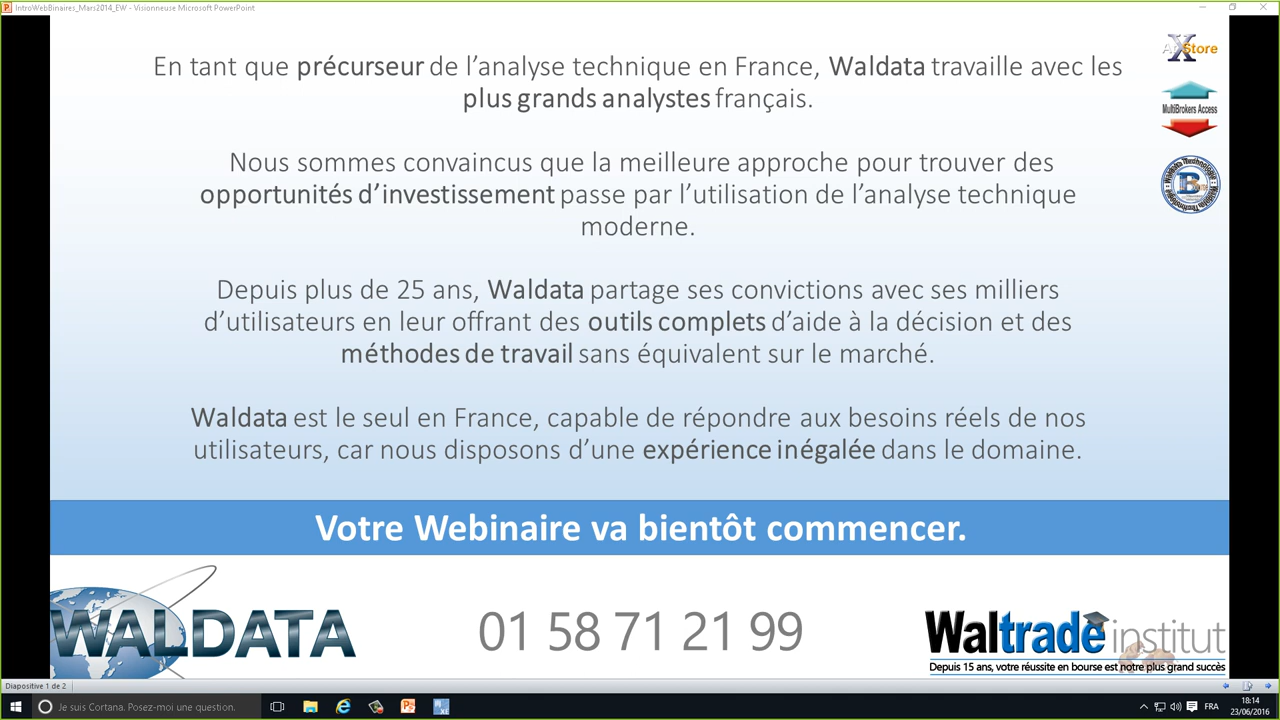 IntroWebBinaires_Mars2014_EW - Visionneuse Microsoft PowerPoint
En tant que précurseur de l'analyse technique en France, Waldata travaille avec les
plus grands analystes français.
Store
MultiBrokers Access
Nous sommes convaincus que la meilleure approche pour trouver des
opportunités d'investissement passe par l'utilisation de l'analyse technique
moderne.
Depuis plus de 25 ans, Waldata partage ses convictions avec ses milliers
d'utilisateurs en leur offrant des outils complets d'aide à la décision et des
méthodes de travail sans équivalent sur le marché.
Waldata est le seul en France, capable de répondre aux besoins réels de nos
utilisateurs, car nous disposons d'une expérience inégalée dans le domaine.
Votre Webinaire va bientôt commencer.
WALDATA
01 58 71 21 99
Waltrade institut
Depuis 15 ans, votre réussite en bourse est notre plus grand succès
Diapositive 1 de 2
Je suis Cortana. Posez-moi une question.
FRA
18:14
23/06/2016